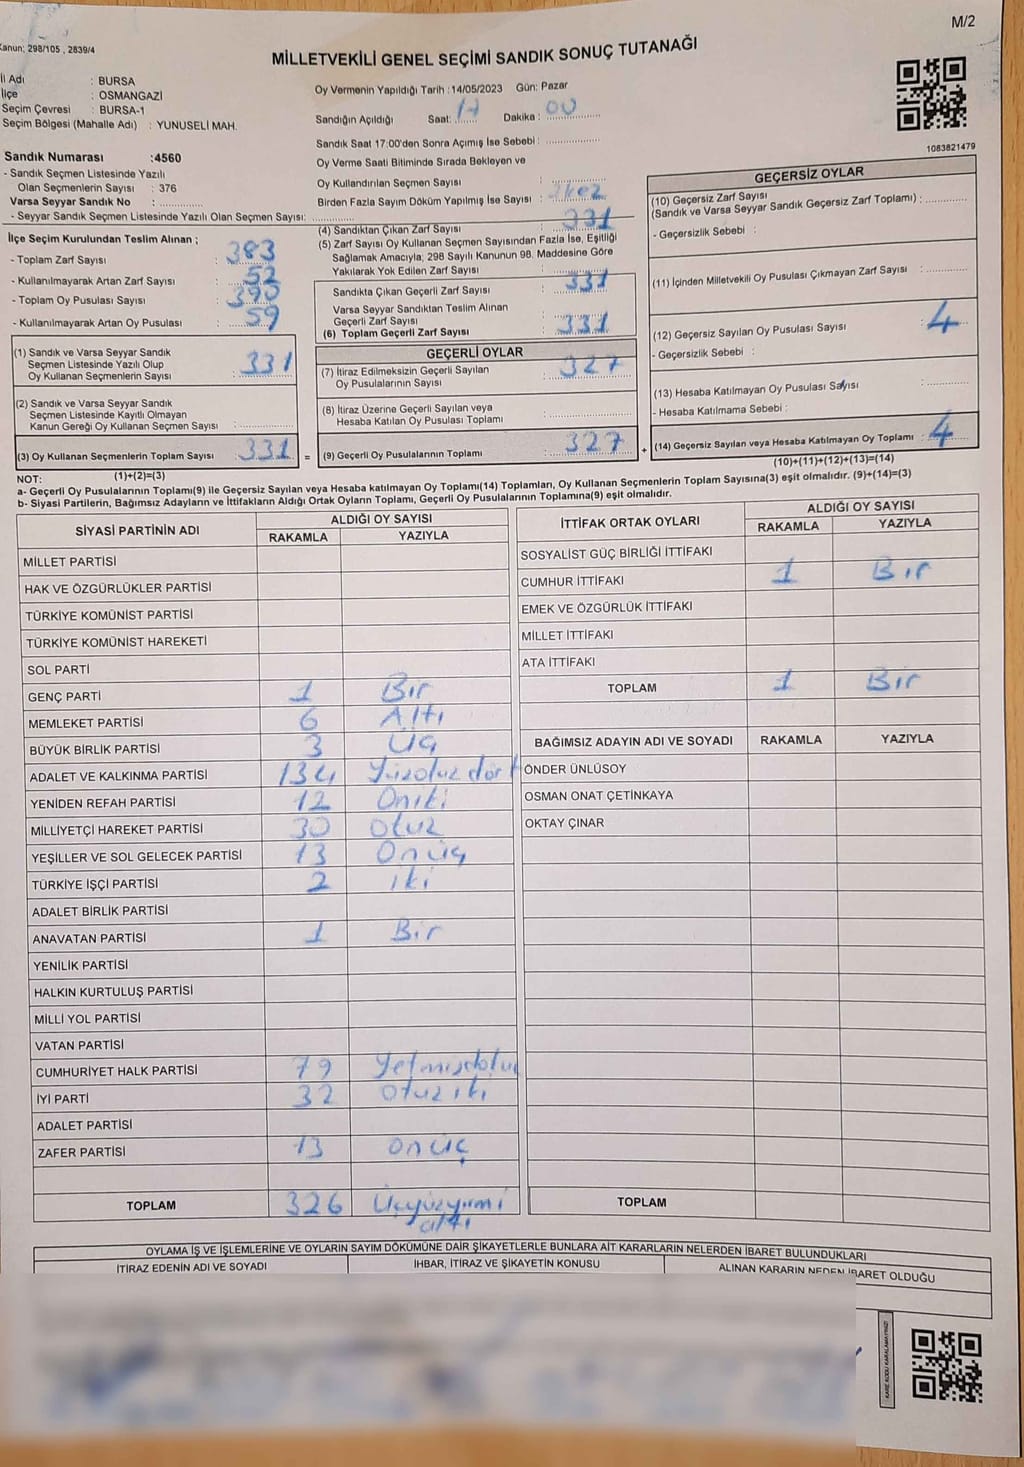 M/2
Kanun; 298/105 , 2839/4
MİLLETVEKİLİ GENEL SEÇİMİ SANDIK SONUÇ TUTANAĞI
İl Adı : BURSA
İlçe : OSMANGAZİ
Seçim Çevresi : BURSA-1
Seçim Bölgesi (Mahalle Adı) : YUNUSELİ MAH.
Sandık Numarası :4560
- Sandık Seçmen Listesinde Yazılı
Olan Seçmenlerin Sayısı : 376
Varsa Seyyar Sandık No :
- Seyyar Sandık Seçmen Listesinde Yazılı Olan Seçmen Sayısı:
Oy Vermenin Yapıldığı Tarih :14/05/2023 Gün: Pazar
Sandığın Açıldığı Saat: 17 Dakika : 00
Sandık Saat 17:00'den Sonra Açımış İse Sebebi :
Oy Verme Saati Bitiminde Sırada Bekleyen ve
Oy Kullandırılan Seçmen Sayısı :
Birden Fazla Sayım Döküm Yapılmış İse Sayısı :
1083821479
İlçe Seçim Kurulundan Teslim Alınan ;
- Toplam Zarf Sayısı : 383
- Kullanılmayarak Artan Zarf Sayısı : 52
- Toplam Oy Pusulası Sayısı : 390
- Kullanılmayarak Artan Oy Pusulası : 59
(1) Sandık ve Varsa Seyyar Sandık
Seçmen Listesinde Yazılı Olup
Oy Kullanan Seçmenlerin Sayısı : 331
(2) Sandık ve Varsa Seyyar Sandık
Seçmen Listesinde Kayıtlı Olmayan
Kanun Gereği Oy Kullanan Seçmen Sayısı :
(3) Oy Kullanan Seçmenlerin Toplam Sayısı : 331 =
(1)+(2)=(3)
(4) Sandıktan Çıkan Zarf Sayısı : 331
(5) Zarf Sayısı Oy Kullanan Seçmen Sayısından Fazla İse, Eşitliği
Sağlamak Amacıyla; 298 Sayılı Kanunun 98. Maddesine Göre
Yakılarak Yok Edilen Zarf Sayısı :
Sandıkta Çıkan Geçerli Zarf Sayısı : 331
Varsa Seyyar Sandıktan Teslim Alınan
Geçerli Zarf Sayısı :
(6) Toplam Geçerli Zarf Sayısı : 331
GEÇERLİ OYLAR
(7) İtiraz Edilmeksizin Geçerli Sayılan
Oy Pusulalarının Sayısı : 327
(8) İtiraz Üzerine Geçerli Sayılan veya
Hesaba Katılan Oy Pusulası Toplamı :
(9) Geçerli Oy Pusulalarının Toplamı : 327 +
GEÇERSİZ OYLAR
(10) Geçersiz Zarf Sayısı
(Sandık ve Varsa Seyyar Sandık Geçersiz Zarf Toplamı) :
- Geçersizlik Sebebi :
(11) İçinden Milletvekili Oy Pusulası Çıkmayan Zarf Sayısı :
(12) Geçersiz Sayılan Oy Pusulası Sayısı : 4
- Geçersizlik Sebebi :
(13) Hesaba Katılmayan Oy Pusulası Sayısı :
- Hesaba Katılmama Sebebi :
(14) Geçersiz Sayılan veya Hesaba Katılmayan Oy Toplamı : 4
(10)+(11)+(12)+(13)=(14)
NOT:
a- Geçerli Oy Pusulalarının Toplamı(9) ile Geçersiz Sayılan veya Hesaba katılmayan Oy Toplamı(14) Toplamları, Oy Kullanan Seçmenlerin Toplam Sayısına(3) eşit olmalıdır. (9)+(14)=(3)
b- Siyasi Partilerin, Bağımsız Adayların ve İttifakların Aldığı Ortak Oyların Toplamı, Geçerli Oy Pusulalarının Toplamına(9) eşit olmalıdır.
SİYASİ PARTİNİN ADI ALDIĞI OY SAYISI
RAKAMLA YAZIYLA
MİLLET PARTİSİ
HAK VE ÖZGÜRLÜKLER PARTİSİ
TÜRKİYE KOMÜNİST PARTİSİ
TÜRKİYE KOMÜNİST HAREKETİ
SOL PARTİ
GENÇ PARTİ 1 Bir
MEMLEKET PARTİSİ 6 Altı
BÜYÜK BİRLİK PARTİSİ 3 Üç
ADALET VE KALKINMA PARTİSİ 134 Yüzotuzdört
YENİDEN REFAH PARTİSİ 12 Oniki
MİLLİYETÇİ HAREKET PARTİSİ 30 otuz
YEŞİLLER VE SOL GELECEK PARTİSİ 13 Onüç
TÜRKİYE İŞÇİ PARTİSİ 2 iki
ADALET BİRLİK PARTİSİ
ANAVATAN PARTİSİ 1 Bir
YENİLİK PARTİSİ
HALKIN KURTULUŞ PARTİSİ
MİLLİ YOL PARTİSİ
VATAN PARTİSİ
CUMHURİYET HALK PARTİSİ 79
İYİ PARTİ 32 otuziki
ADALET PARTİSİ
ZAFER PARTİSİ 13 onüç
TOPLAM 326 Üçyüzyirmi
altı
İTTİFAK ORTAK OYLARI ALDIĞI OY SAYISI
RAKAMLA YAZIYLA
SOSYALİST GÜÇ BİRLİĞİ İTTİFAKI
CUMHUR İTTİFAKI 1 Bir
EMEK VE ÖZGÜRLÜK İTTİFAKI
MİLLET İTTİFAKI
ATA İTTİFAKI
TOPLAM 1 Bir
BAĞIMSIZ ADAYIN ADI VE SOYADI RAKAMLA YAZIYLA
ÖNDER ÜNLÜSOY
OSMAN ONAT ÇETİNKAYA
OKTAY ÇINAR
TOPLAM
OYLAMA İŞ VE İŞLEMLERİNE VE OYLARIN SAYIM DÖKÜMÜNE DAİR ŞİKAYETLERLE BUNLARA AİT KARARLARIN NELERDEN İBARET BULUNDUKLARI
İTİRAZ EDENİN ADI VE SOYADI İHBAR, İTİRAZ VE ŞİKAYETİN KONUSU ALINAN KARARIN NEDEN İBARET OLDUĞU
KARE KODU KARALAMAYINIZ!